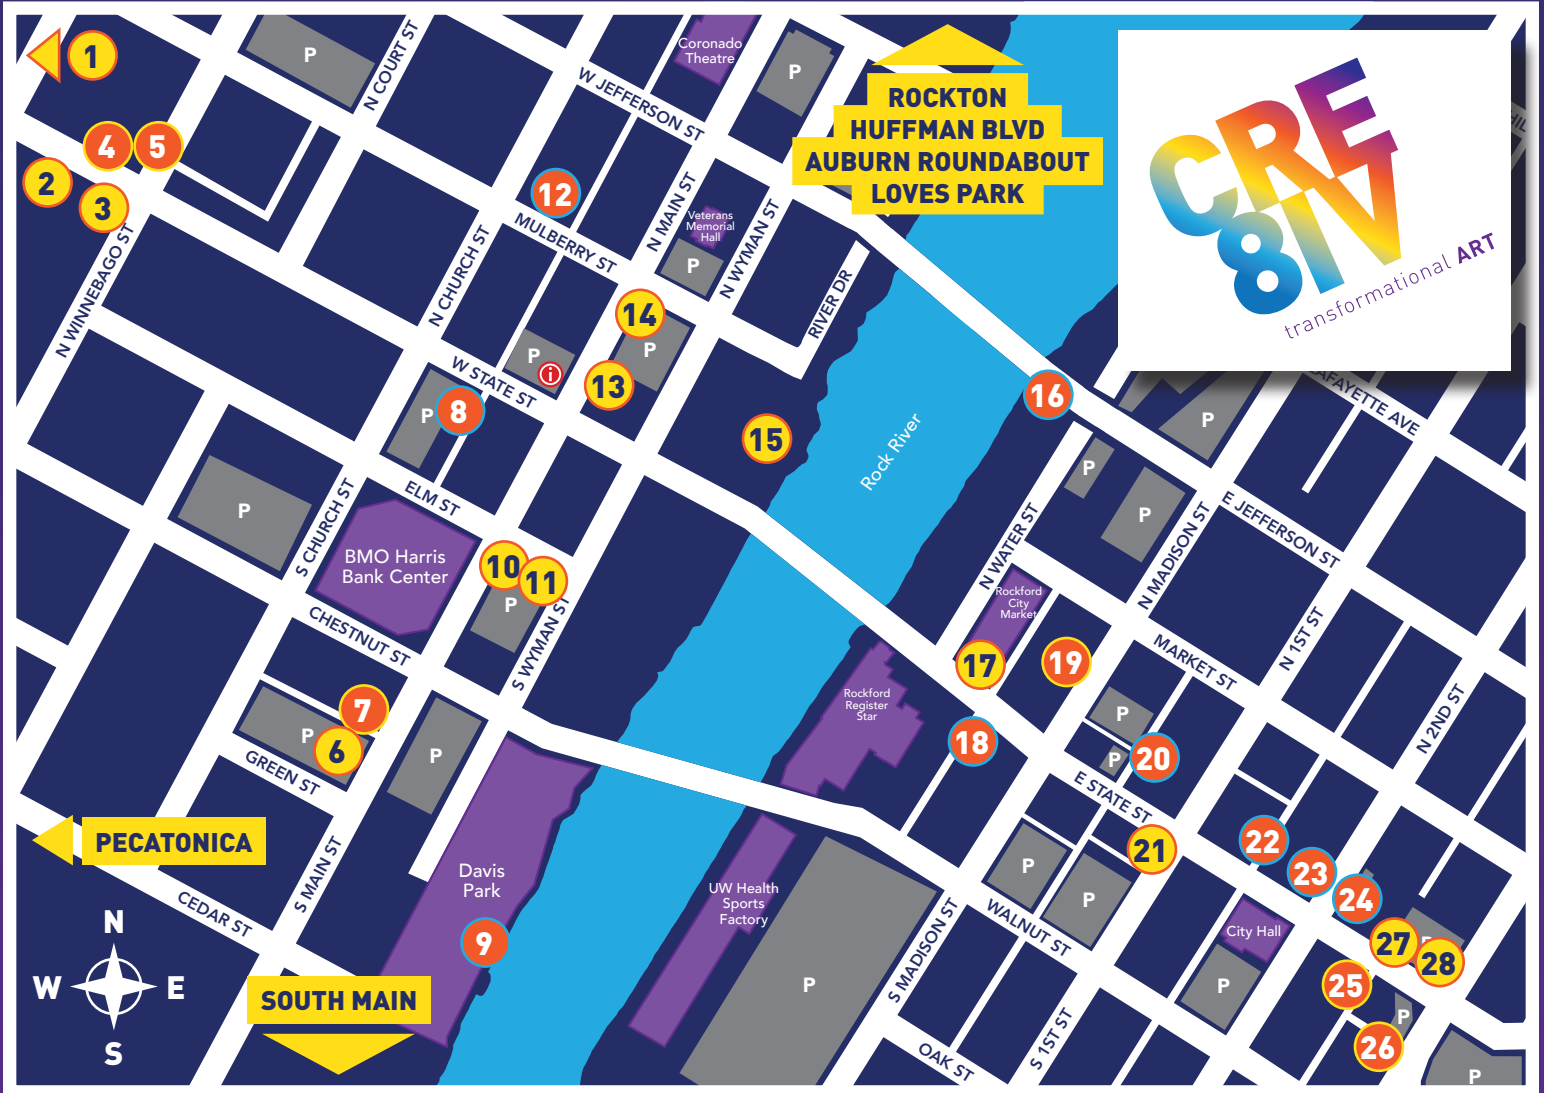 1
P
N COURT ST
Coronado
Theatre
P
W JEFFERSON ST
ROCKTON
HUFFMAN BLVD
AUBURN ROUNDABOUT
LOVES PARK
CRE
8IV
transformational ART
4
5
2
3
12
MULBERRY ST
N MAIN ST
Veterans
Memorial
Hall
P
N WYMAN ST
RIVER DR
N WINNEBAGO ST
N CHURCH ST
14
P
13
P
i
W STATE ST
P
8
15
Rock River
16
P
LAFAYETTE AVE
P
P
E JEFFERSON ST
P
ELM ST
S CHURCH ST
BMO Harris
Bank Center
10
11
P
S WYMAN ST
N WATER ST
N MADISON ST
Rockford
City
Market
17
19
MARKET ST
N 1ST ST
N 2ND ST
CHESTNUT ST
7
P
6
GREEN ST
P
Rockford
Register
Star
18
P
P
20
E STATE ST
21
22
23
24
27
28
25
P
26
P
PECATONICA
CEDAR ST
S MAIN ST
Davis
Park
9
UW Health
Sports
Factory
P
S MADISON ST
P
P
WALNUT ST
City Hall
P
S 1ST ST
OAK ST
N
W
E
S
SOUTH MAIN